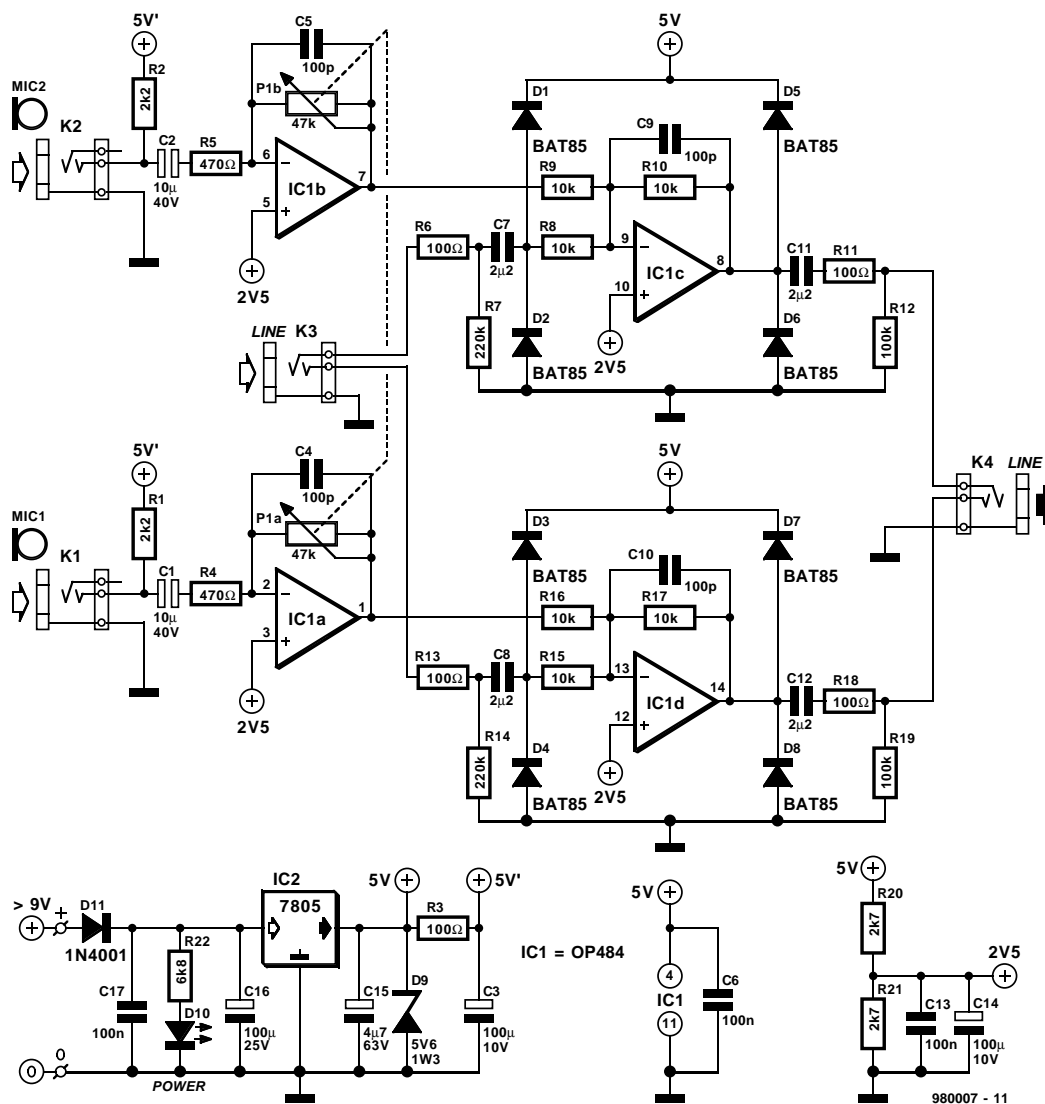 5V'
C5
100p
5V
R2
2k2
P1b
47k
D1
BAT85
D5
BAT85
MIC2
K2
C2
10µ
40V
R5
470Ω
6
7
5
IC1b
2V5
C9
100p
R9
10k
R10
10k
R6
100Ω
C7
2µ2
R8
10k
9
8
10
IC1c
2V5
C11
2µ2
R11
100Ω
R7
220k
D2
BAT85
D6
BAT85
R12
100k
LINE
K3
5V'
C4
100p
5V
K4
LINE
R1
2k2
P1a
47k
D3
BAT85
D7
BAT85
MIC1
K1
C1
10µ
40V
R4
470Ω
2
1
3
IC1a
2V5
C10
100p
R16
10k
R17
10k
R13
100Ω
C8
2µ2
R15
10k
13
14
12
IC1d
2V5
C12
2µ2
R18
100Ω
R14
220k
D4
BAT85
D8
BAT85
R19
100k
> 9V
+
D11
1N4001
IC2
7805
5V
R3
100Ω
5V'
R22
6k8
C17
100n
D10
POWER
C16
100µ
25V
C15
4µ7
63V
D9
5V6
1W3
C3
100µ
10V
0
0
IC1 = OP484
5V
4
IC1
11
C6
100n
5V
R20
2k7
2V5
R21
2k7
C13
100n
C14
100µ
10V
980007 - 11